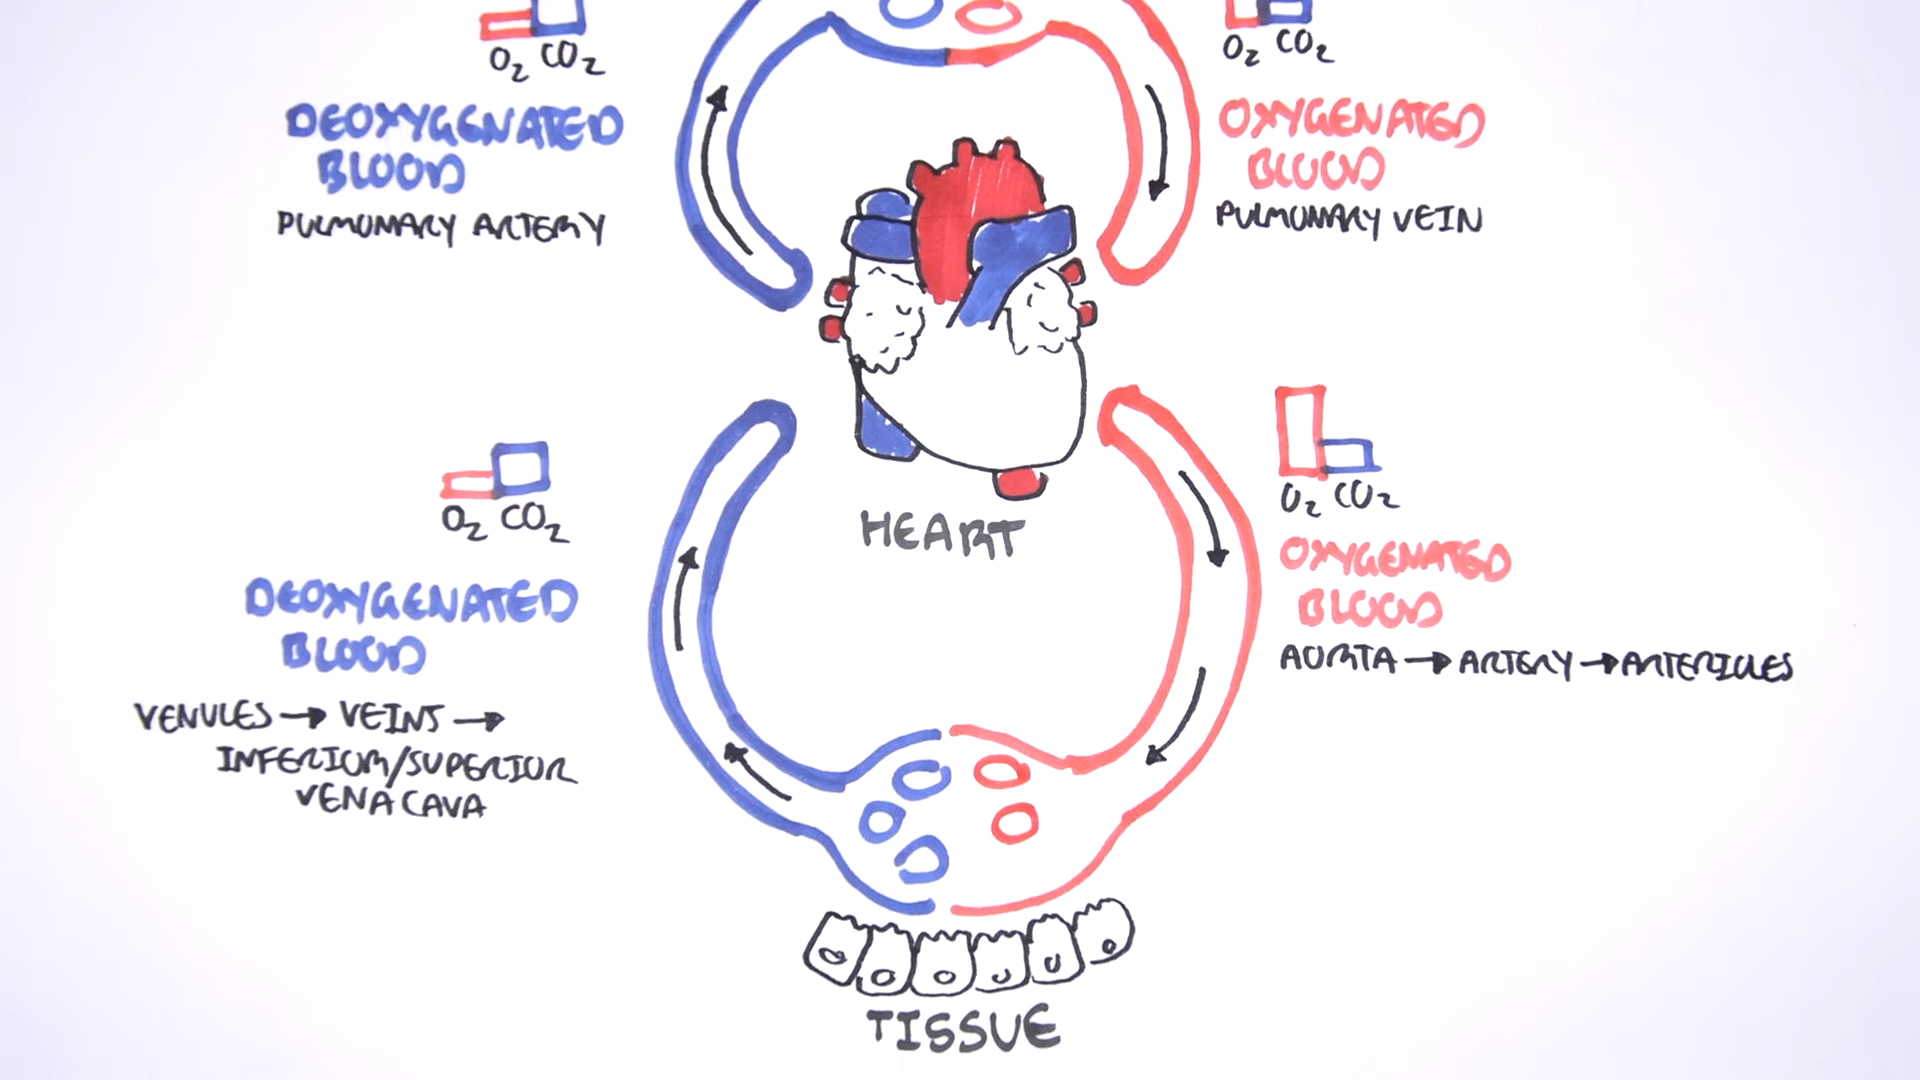 O₂ CO₂
DEOXYGENATED
BLOOD
PULMONARY ARTERY
O₂ CO₂
OXYGENATED
BLOOD
PULMONARY VEIN
HEART
O₂ CO₂
DEOXYGENATED
BLOOD
VENULES → VEINS →
INFERIOR/SUPERIOR
VENA CAVA
O₂ CO₂
OXYGENATED
BLOOD
AORTA → ARTERY → ARTERIOLES
TISSUE